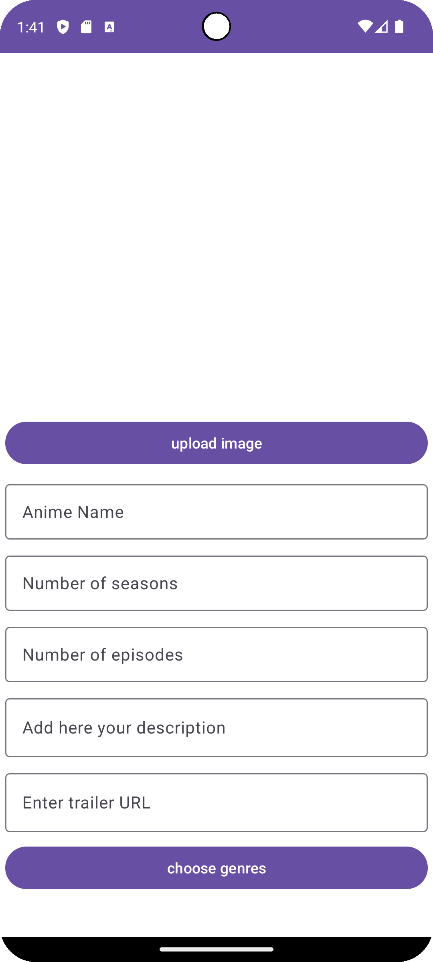 1:41
A
upload image
Anime Name
Number of seasons
Number of episodes
Add here your description
Enter trailer URL
choose genres